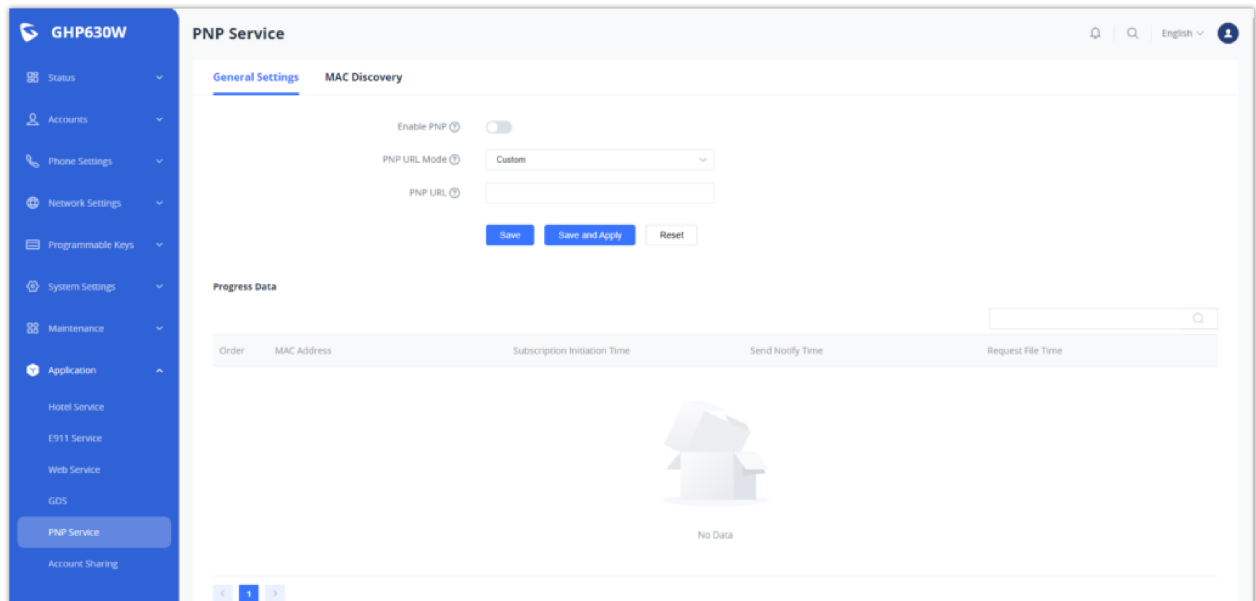 GHP630W
PNP Service
English
Status
General Settings MAC Discovery
Accounts
Enable PNP
Phone Settings
PNP URL Mode Custom
Network Settings
PNP URL
Programmable Keys
Save Save and Apply Reset
System Settings
Progress Data
Maintenance
Order MAC Address Subscription Initiation Time Send Notify Time Request File Time
Application
Hotel Service
E911 Service
Web Service
GDS
PNP Service
No Data
Account Sharing
< 1 >